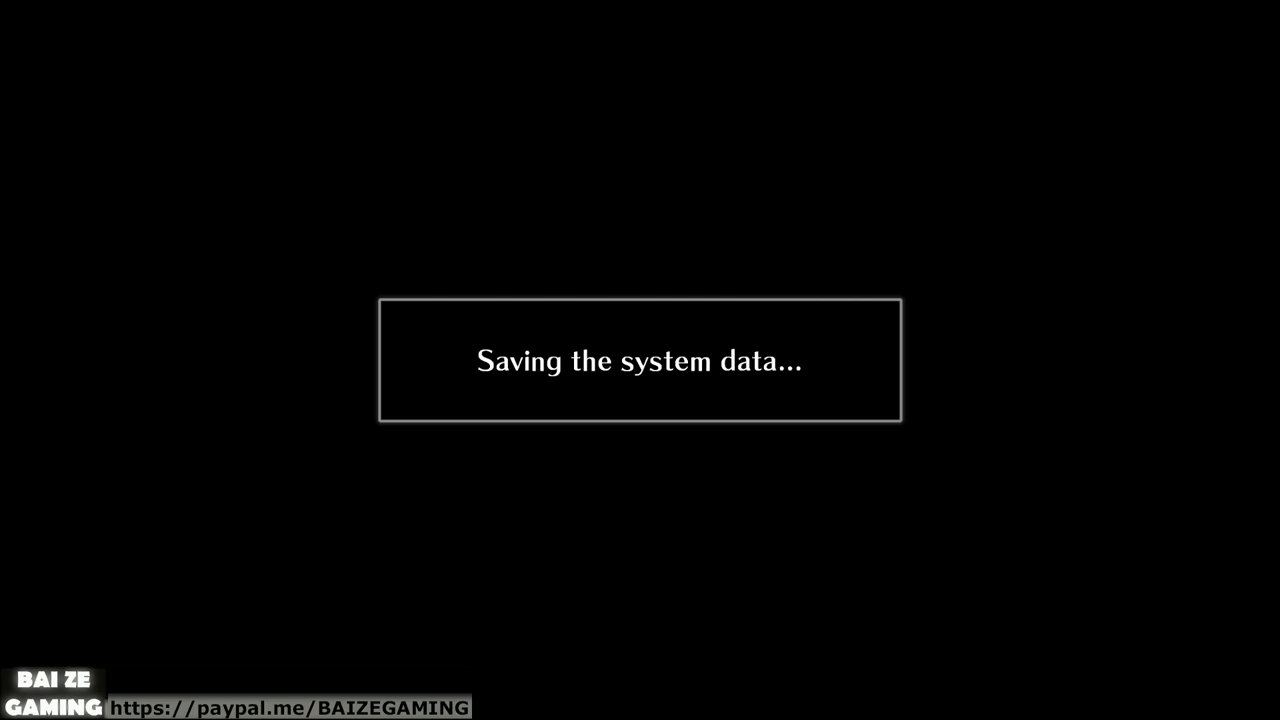 Saving the system data...
BAI ZE
GAMING
https://paypal.me/BAIZEGAMING